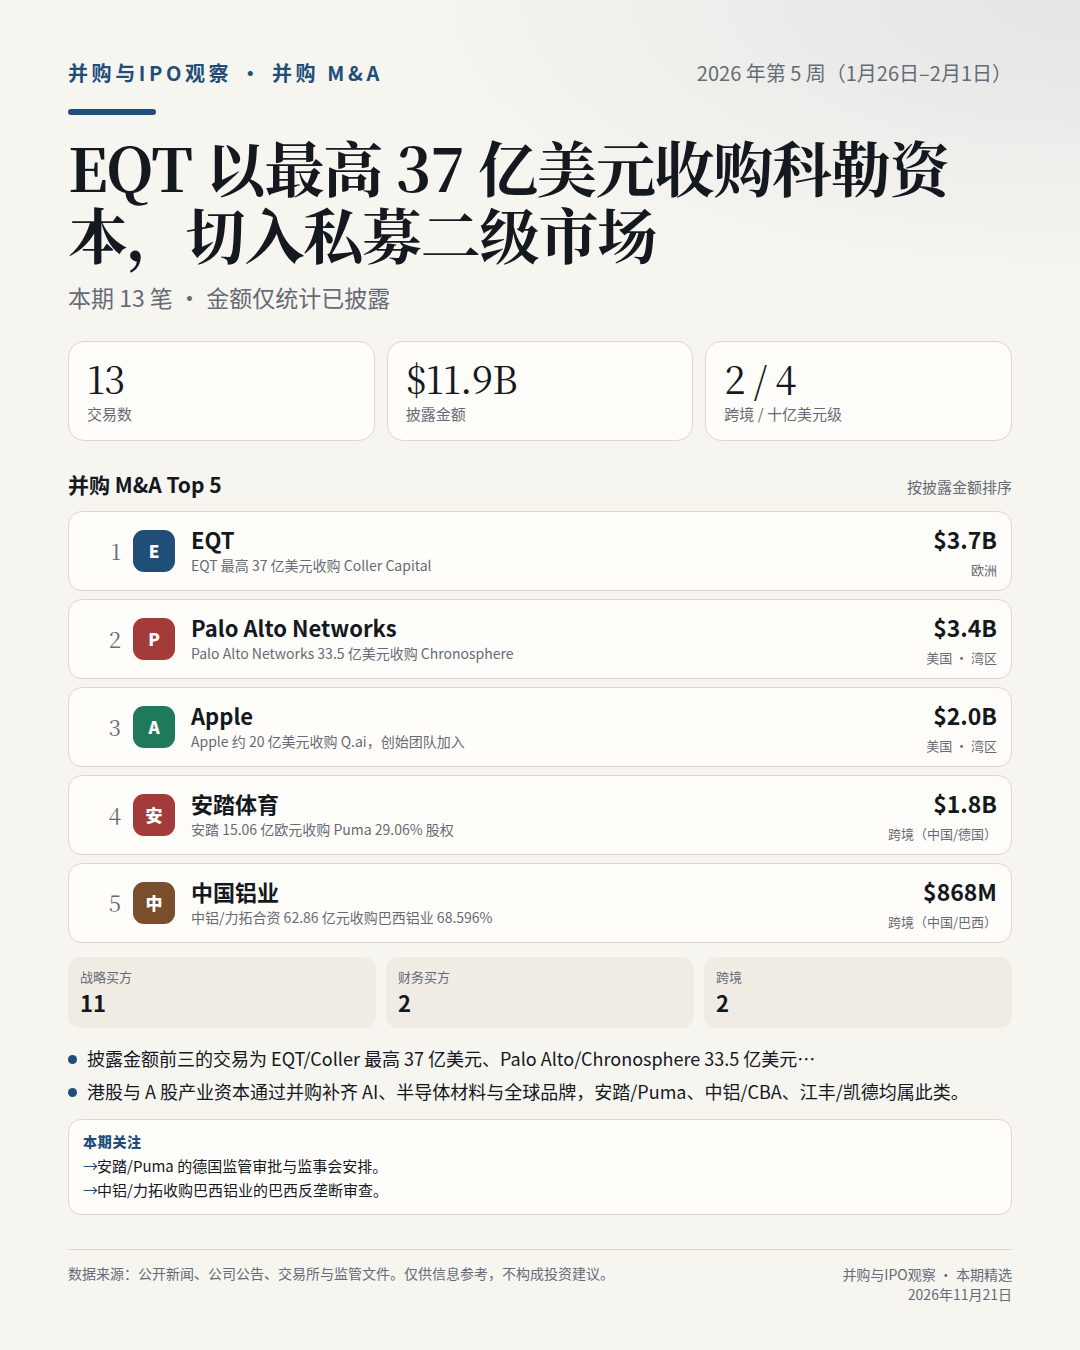 并购与IPO观察 · 并购 M&A
2026 年第 5 周（1月26日–2月1日）
EQT 以最高 37 亿美元收购科勒资
本，切入私募二级市场
本期 13 笔 · 金额仅统计已披露
13
交易数
$11.9B
披露金额
2 / 4
跨境 / 十亿美元级
并购 M&A Top 5
按披露金额排序
1
E
EQT
EQT 最高 37 亿美元收购 Coller Capital
$3.7B
欧洲
2
P
Palo Alto Networks
Palo Alto Networks 33.5 亿美元收购 Chronosphere
$3.4B
美国 · 湾区
3
A
Apple
Apple 约 20 亿美元收购 Q.ai，创始团队加入
$2.0B
美国 · 湾区
4
安
安踏体育
安踏 15.06 亿欧元收购 Puma 29.06% 股权
$1.8B
跨境（中国/德国）
5
中
中国铝业
中铝/力拓合资 62.86 亿元收购巴西铝业 68.596%
$868M
跨境（中国/巴西）
战略买方
11
财务买方
2
跨境
2
披露金额前三的交易为 EQT/Coller 最高 37 亿美元、Palo Alto/Chronosphere 33.5 亿美元…
港股与 A 股产业资本通过并购补齐 AI、半导体材料与全球品牌，安踏/Puma、中铝/CBA、江丰/凯德均属此类。
本期关注
→安踏/Puma 的德国监管审批与监事会安排。
→中铝/力拓收购巴西铝业的巴西反垄断审查。
数据来源：公开新闻、公司公告、交易所与监管文件。仅供信息参考，不构成投资建议。
并购与IPO观察 · 本期精选
2026年11月21日